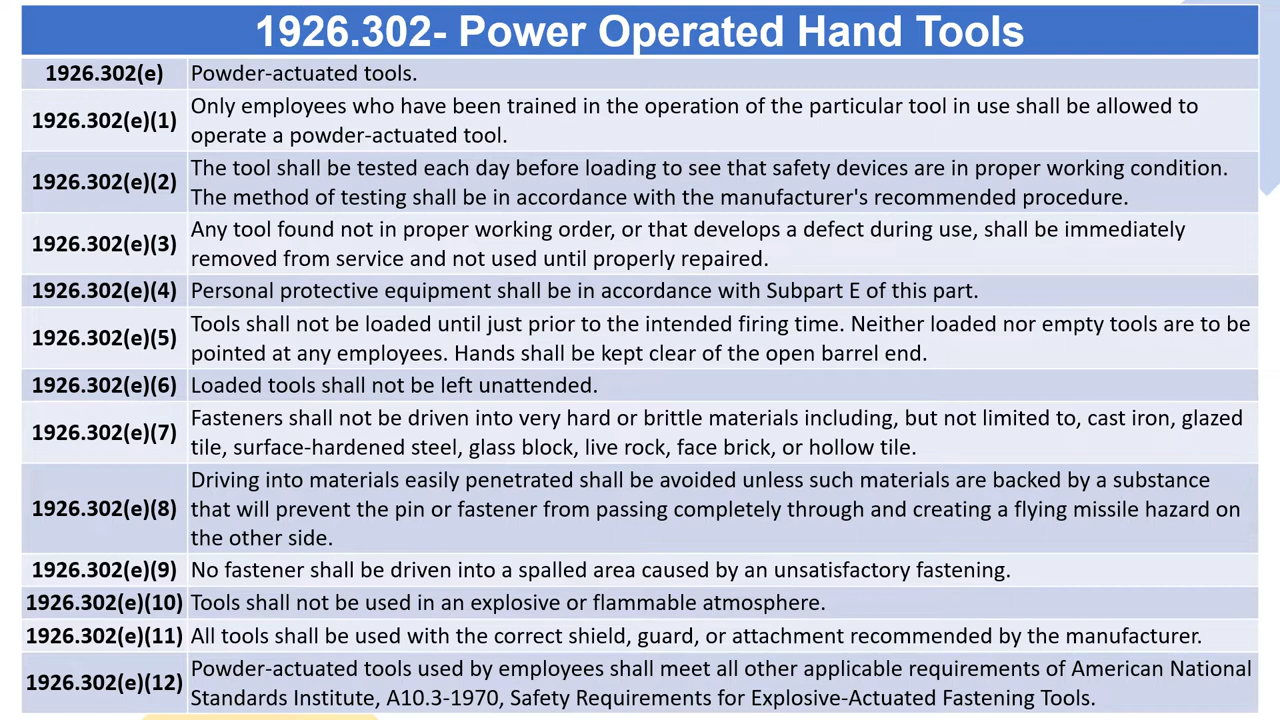 1926.302- Power Operated Hand Tools
1926.302(e) Powder-actuated tools.
1926.302(e)(1) Only employees who have been trained in the operation of the particular tool in use shall be allowed to
operate a powder-actuated tool.
1926.302(e)(2) The tool shall be tested each day before loading to see that safety devices are in proper working condition.
The method of testing shall be in accordance with the manufacturer's recommended procedure.
1926.302(e)(3) Any tool found not in proper working order, or that develops a defect during use, shall be immediately
removed from service and not used until properly repaired.
1926.302(e)(4) Personal protective equipment shall be in accordance with Subpart E of this part.
1926.302(e)(5) Tools shall not be loaded until just prior to the intended firing time. Neither loaded nor empty tools are to be
pointed at any employees. Hands shall be kept clear of the open barrel end.
1926.302(e)(6) Loaded tools shall not be left unattended.
1926.302(e)(7) Fasteners shall not be driven into very hard or brittle materials including, but not limited to, cast iron, glazed
tile, surface-hardened steel, glass block, live rock, face brick, or hollow tile.
1926.302(e)(8) Driving into materials easily penetrated shall be avoided unless such materials are backed by a substance
that will prevent the pin or fastener from passing completely through and creating a flying missile hazard on
the other side.
1926.302(e)(9) No fastener shall be driven into a spalled area caused by an unsatisfactory fastening.
1926.302(e)(10) Tools shall not be used in an explosive or flammable atmosphere.
1926.302(e)(11) All tools shall be used with the correct shield, guard, or attachment recommended by the manufacturer.
1926.302(e)(12) Powder-actuated tools used by employees shall meet all other applicable requirements of American National
Standards Institute, A10.3-1970, Safety Requirements for Explosive-Actuated Fastening Tools.